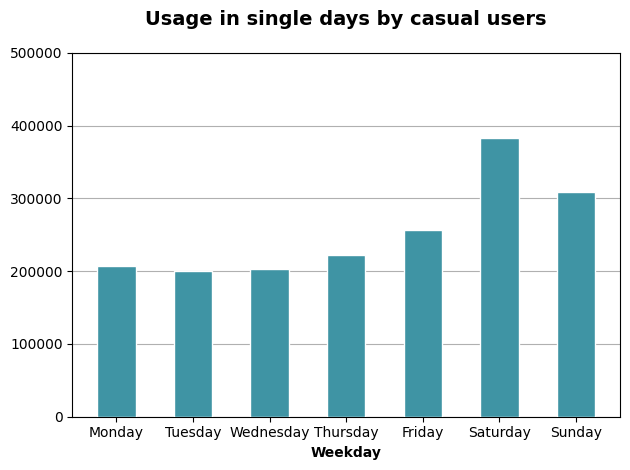 Usage in single days by casual users
500000
400000
300000
200000
100000
0
Monday Tuesday Wednesday Thursday Friday Saturday Sunday
Weekday